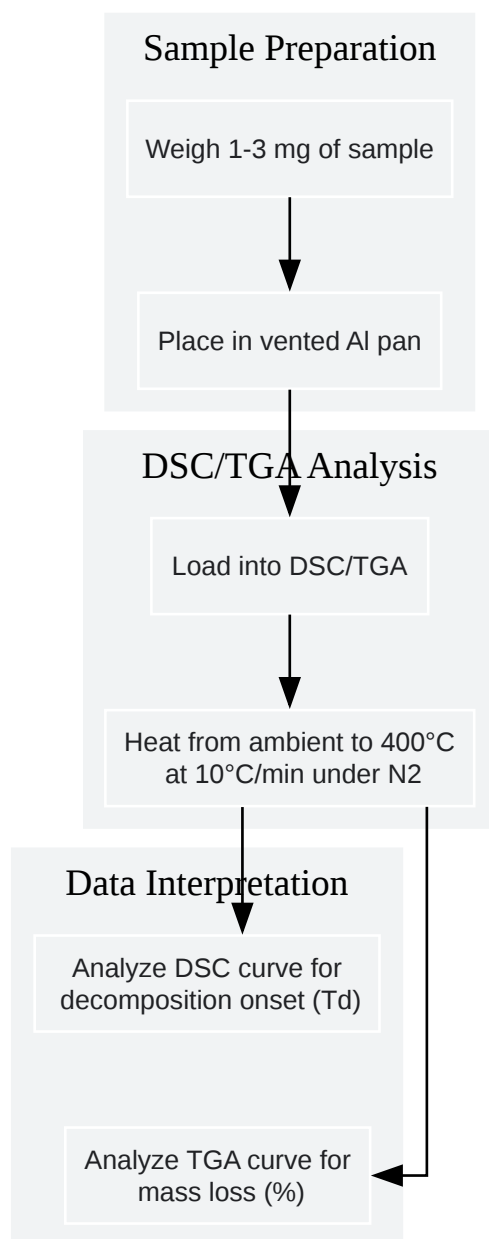 Sample Preparation
Weigh 1-3 mg of sample
Place in vented Al pan
DSC/TGA Analysis
Load into DSC/TGA
Heat from ambient to 400°C
at 10°C/min under N2
Data Interpretation
Analyze DSC curve for
decomposition onset (Td)
Analyze TGA curve for
mass loss (%)